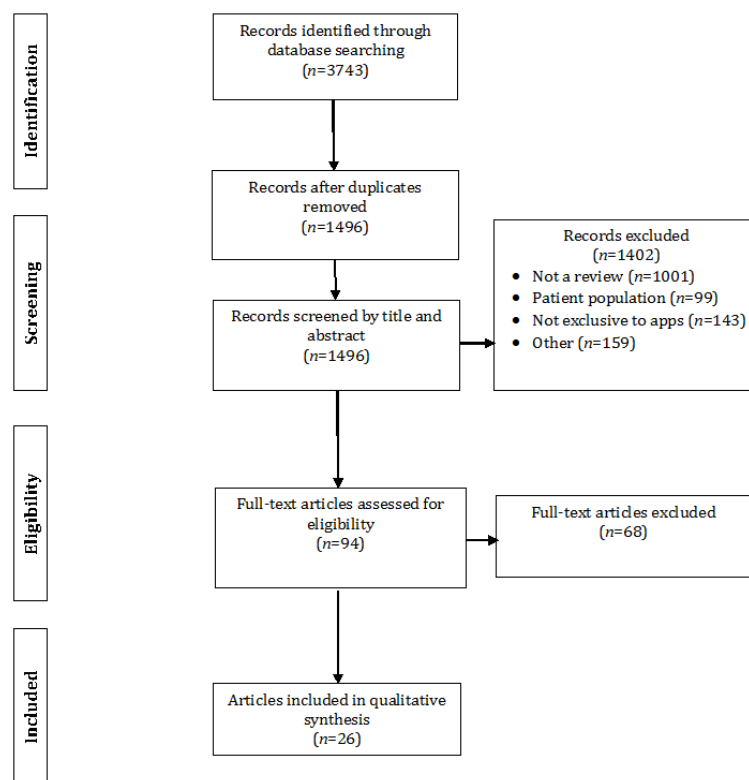 Identification
Records identified through
database searching
(n=3743)
Records after duplicates
removed
(n=1496)
Screening
Records screened by title and
abstract
(n=1496)
Records excluded
(n=1402)
• Not a review (n=1001)
• Patient population (n=99)
• Not exclusive to apps (n=143)
• Other (n=159)
Eligibility
Full-text articles assessed for
eligibility
(n=94)
Full-text articles excluded
(n=68)
Included
Articles included in qualitative
synthesis
(n=26)